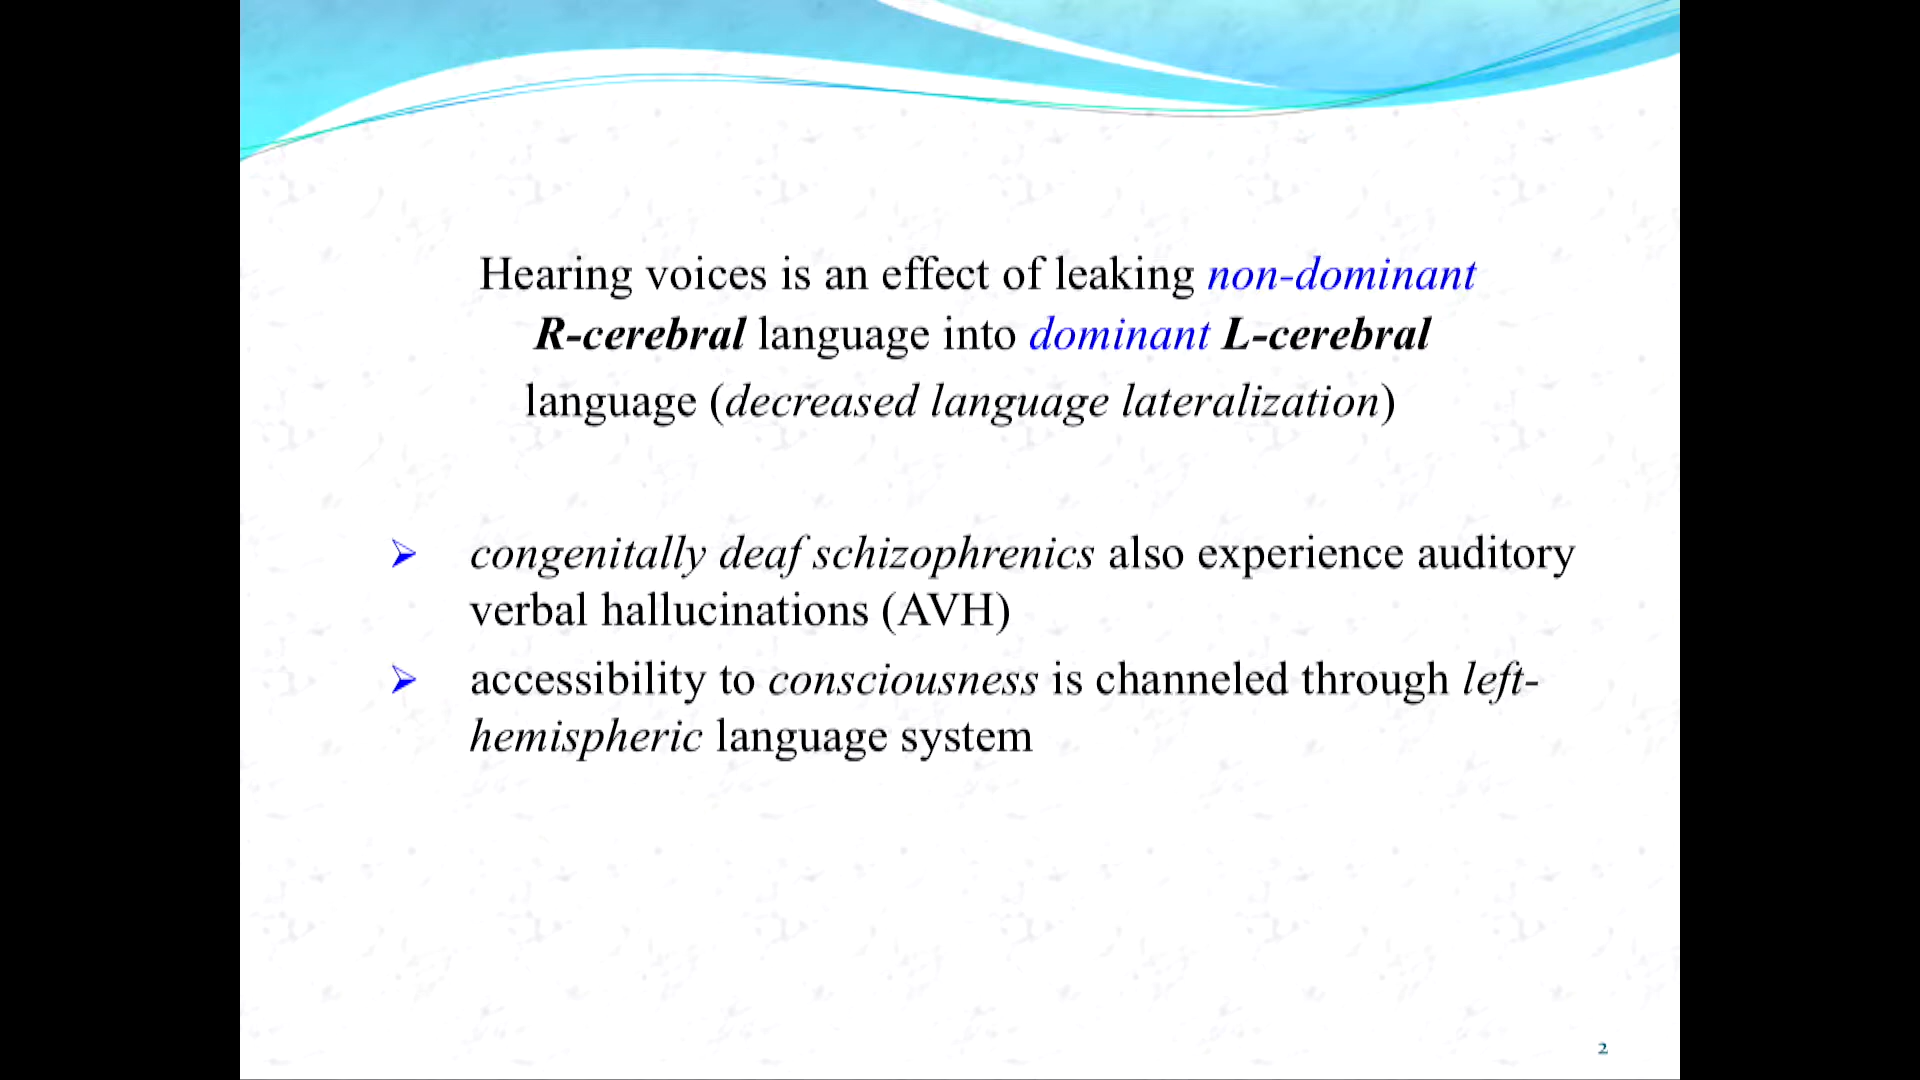 Hearing voices is an effect of leaking non-dominant
R-cerebral language into dominant L-cerebral
language (decreased language lateralization)
congenitally deaf schizophrenics also experience auditory
verbal hallucinations (AVH)
accessibility to consciousness is channeled through left-
hemispheric language system
2